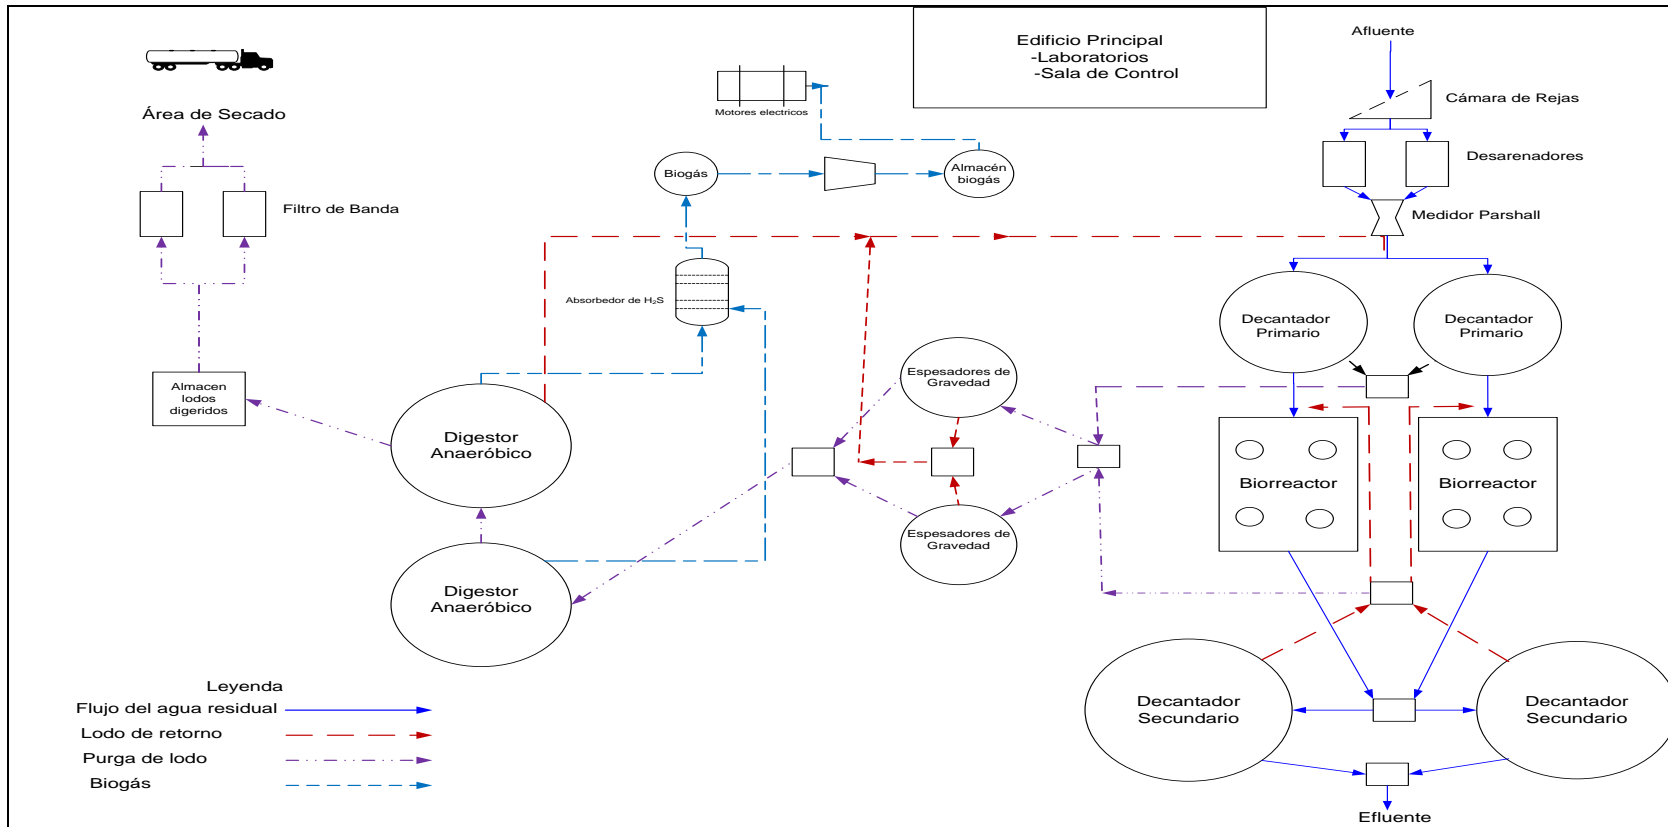 Edificio Principal
-Laboratorios
-Sala de Control
Afluente
Cámara de Rejas
Desarenadores
Medidor Parshall
Área de Secado
Motores electricos
Biogás
Almacén
biogás
Filtro de Banda
Absorbedor de H₂S
Decantador
Primario
Decantador
Primario
Almacen
lodos
digeridos
Espesadores de
Gravedad
Digestor
Anaeróbico
Biorreactor
Biorreactor
Espesadores de
Gravedad
Digestor
Anaeróbico
Decantador
Secundario
Decantador
Secundario
Leyenda
Flujo del agua residual
Lodo de retorno
Purga de lodo
Biogás
Efluente